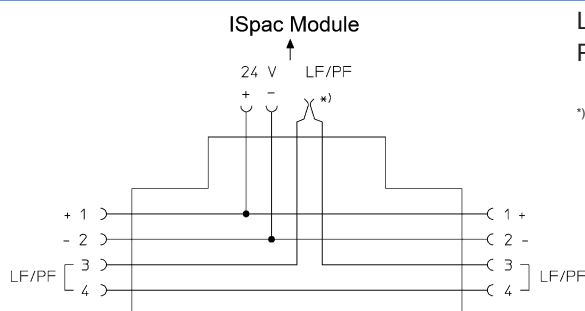 ISpac Module
24 V LF/PF
+ - *)
L
F
*)
+ 1 1 +
- 2 2 -
LF/PF 3 3 LF/PF
4 4